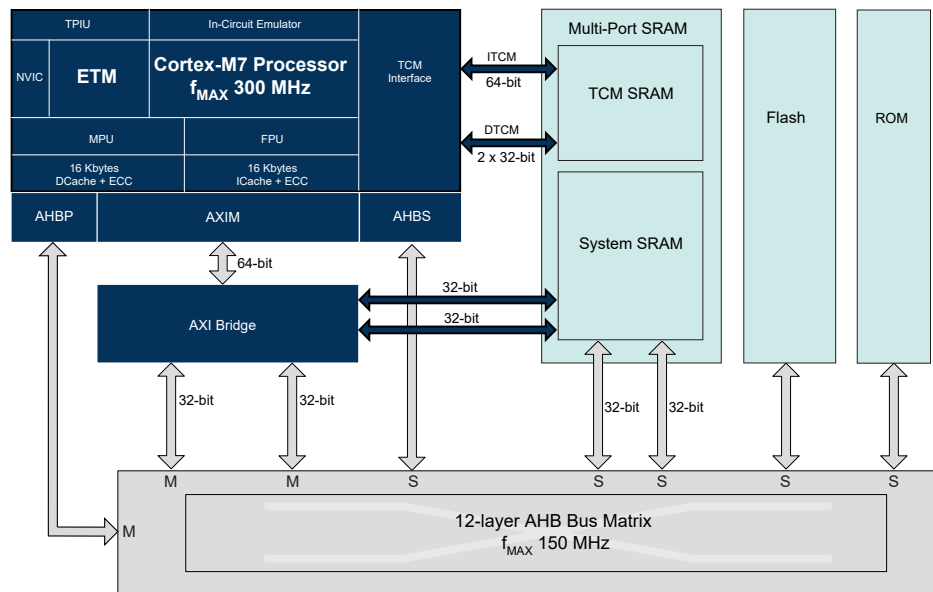 TPIU
In-Circuit Emulator
NVIC
ETM
Cortex-M7 Processor
fMAX 300 MHz
TCM
Interface
MPU
FPU
16 Kbytes
DCache + ECC
16 Kbytes
ICache + ECC
AHBP
AXIM
AHBS
ITCM
64-bit
DTCM
2 x 32-bit
Multi-Port SRAM
TCM SRAM
System SRAM
Flash
ROM
64-bit
AXI Bridge
32-bit
32-bit
32-bit
32-bit
32-bit
32-bit
M
M
S
S
S
S
S
M
12-layer AHB Bus Matrix
fMAX 150 MHz